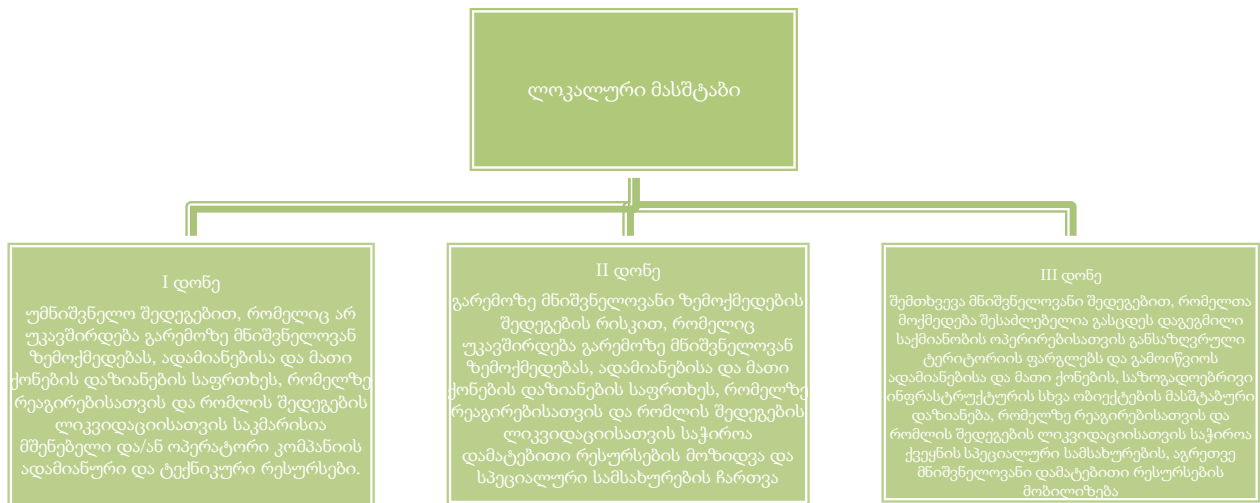 ლოკალური მასშტაბი
I დონე
უმნიშვნელო შედეგებით, რომელიც არ
უკავშირდება გარემოზე მნიშვნელოვან
ზემოქმედებას, ადამიანებისა და მათი
ქონების დაზიანების საფრთხეს, რომელზე
რეაგირებისათვის და რომლის შედეგების
ლიკვიდაციისათვის საკმარისია
მშენებელი და/ან ოპერატორი კომპანიის
ადამიანური და ტექნიკური რესურსები.
II დონე
გარემოზე მნიშვნელოვანი ზემოქმედების
შედეგების რისკით, რომელიც
უკავშირდება გარემოზე მნიშვნელოვან
ზემოქმედებას, ადამიანებისა და მათი
ქონების დაზიანების საფრთხეს, რომელზე
რეაგირებისათვის და რომლის შედეგების
ლიკვიდაციისათვის საჭიროა
დამატებითი რესურსების მოზიდვა და
სპეციალური სამსახურების ჩართვა
III დონე
შემთხვევა მნიშვნელოვანი შედეგებით, რომელთა
მოქმედება შესაძლებელია გასცდეს დაგეგმილი
საქმიანობის ოპერირებისათვის განსაზღვრული
ტერიტორიის ფარგლებს და გამოიწვიოს
ადამიანებისა და მათი ქონების, საზოგადოებრივი
ინფრასტრუქტურის სხვა ობიექტების მასშტაბური
დაზიანება, რომელზე რეაგირებისათვის და
რომლის შედეგების ლიკვიდაციისათვის საჭიროა
ქვეყნის სპეციალური სამსახურების, აგრეთვე
მნიშვნელოვანი დამატებითი რესურსების
მობილიზება